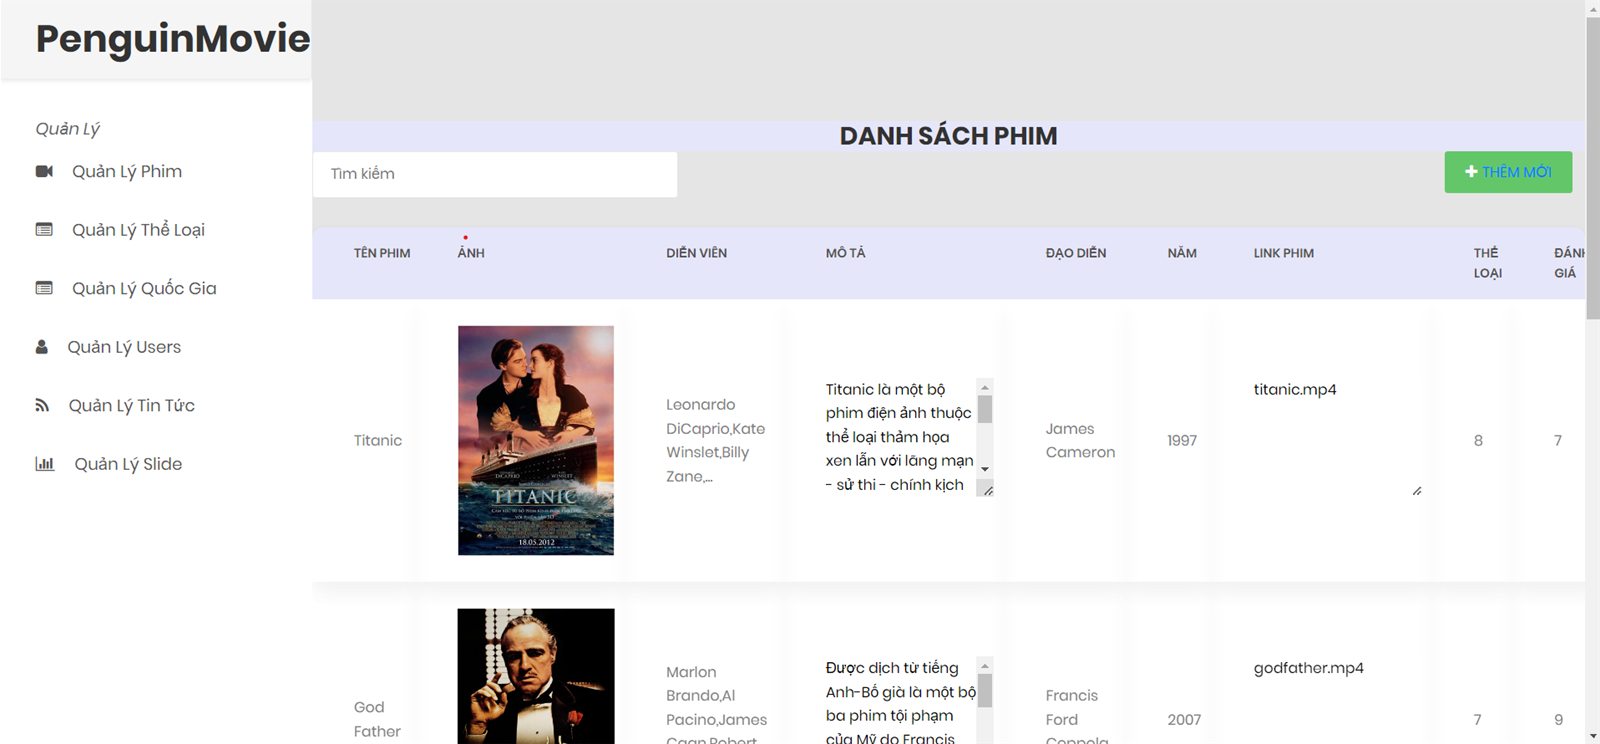 PenguinMovie
Quản Lý
Quản Lý Phim
Quản Lý Thể Loại
Quản Lý Quốc Gia
Quản Lý Users
Quản Lý Tin Tức
Quản Lý Slide
DANH SÁCH PHIM
Tìm kiếm
THÊM MỚI
TÊN PHIM
ẢNH
DIỄN VIÊN
MÔ TẢ
ĐẠO DIỄN
NĂM
LINK PHIM
THỂ
LOẠI
ĐÁNH
GIÁ
Titanic
TITANIC
18.05.2012
Leonardo
DiCaprio,Kate
Winslet,Billy
Zane,...
Titanic là một bộ
phim điện ảnh thuộc
thể loại thảm họa
xen lẫn với lãng mạn
- sử thi - chính kịch
James
Cameron
1997
titanic.mp4
8
7
God
Father
Marlon
Brando,Al
Pacino,James
Caan,Robert
Được dịch từ tiếng
Anh-Bố già là một bộ
ba phim tội phạm
của Mỹ do Francis
Francis
Ford
Coppola
2007
godfather.mp4
7
9